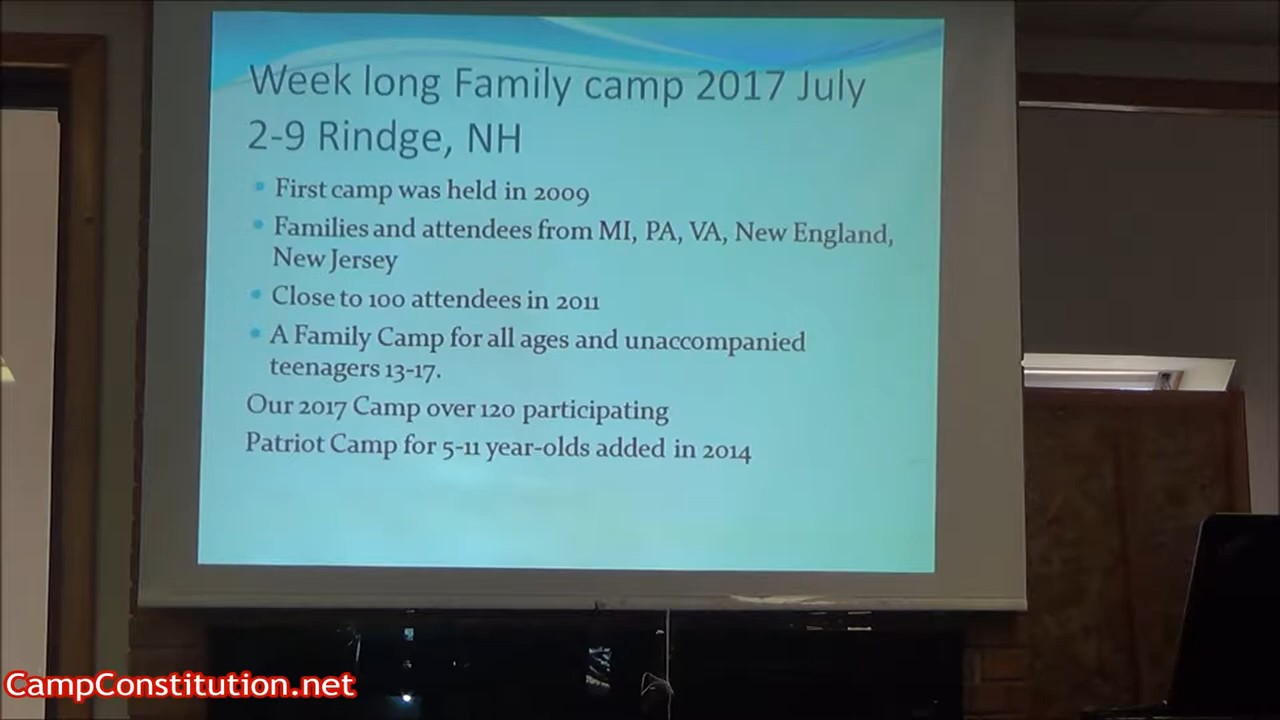 Week long Family camp 2017 July
2-9 Rindge, NH
First camp was held in 2009
Families and attendees from MI, PA, VA, New England,
New Jersey
Close to 100 attendees in 2011
A Family Camp for all ages and unaccompanied
teenagers 13-17.
Our 2017 Camp over 120 participating
Patriot Camp for 5-11 year-olds added in 2014
CampConstitution.net